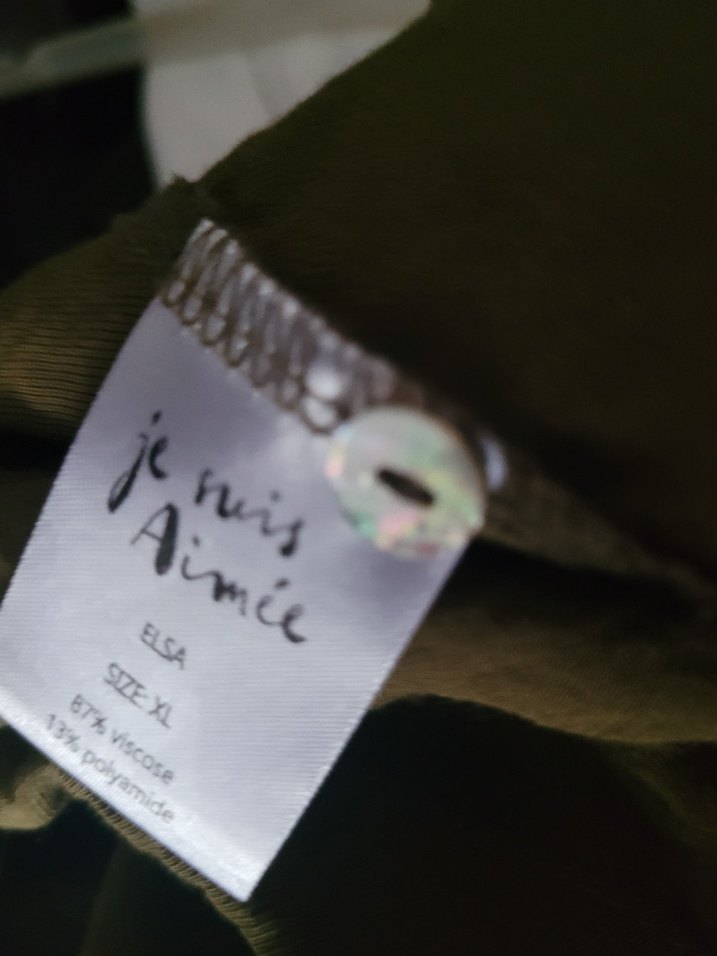 je suis
Aimée
ELSA
SIZE XL
87% viscose
13% polyamide